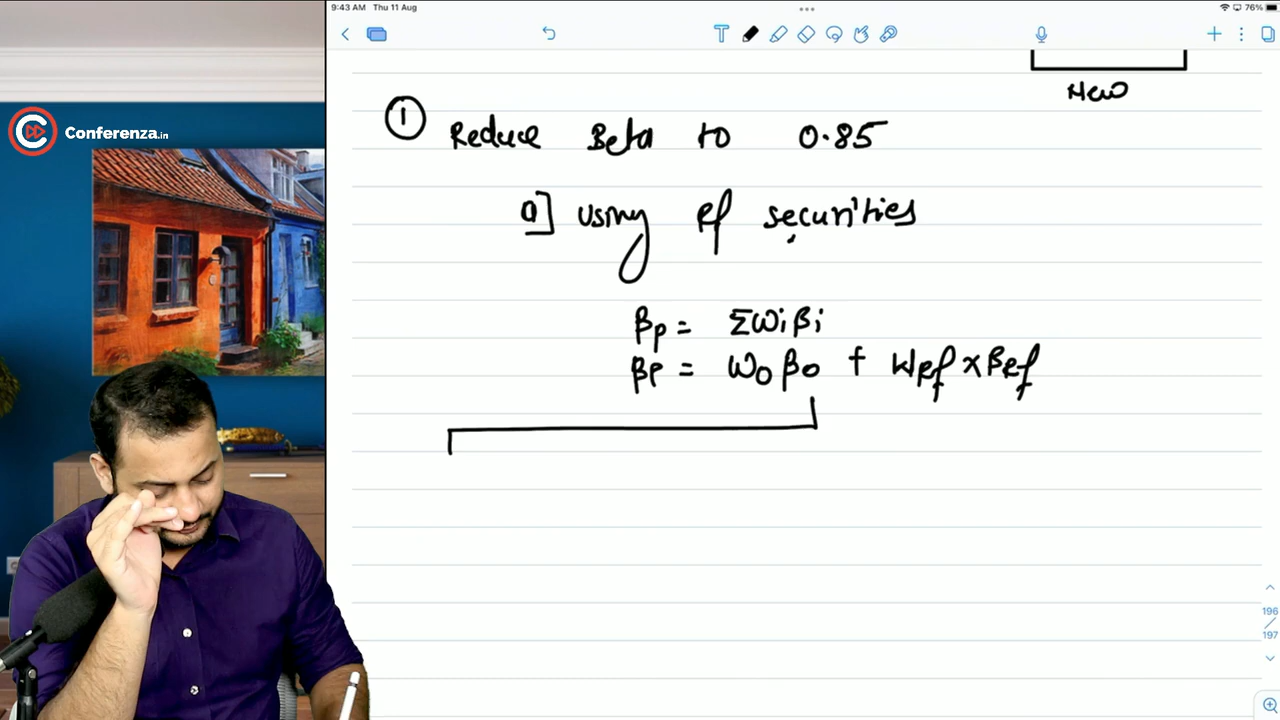 9:43 AM Thu 11 Aug
76%
New
Conferenza.in
① Reduce Beta to 0.85
a] using Rf securities
βp = ΣWiβi
βp = W₀β₀ + WRf × βRf
196
197